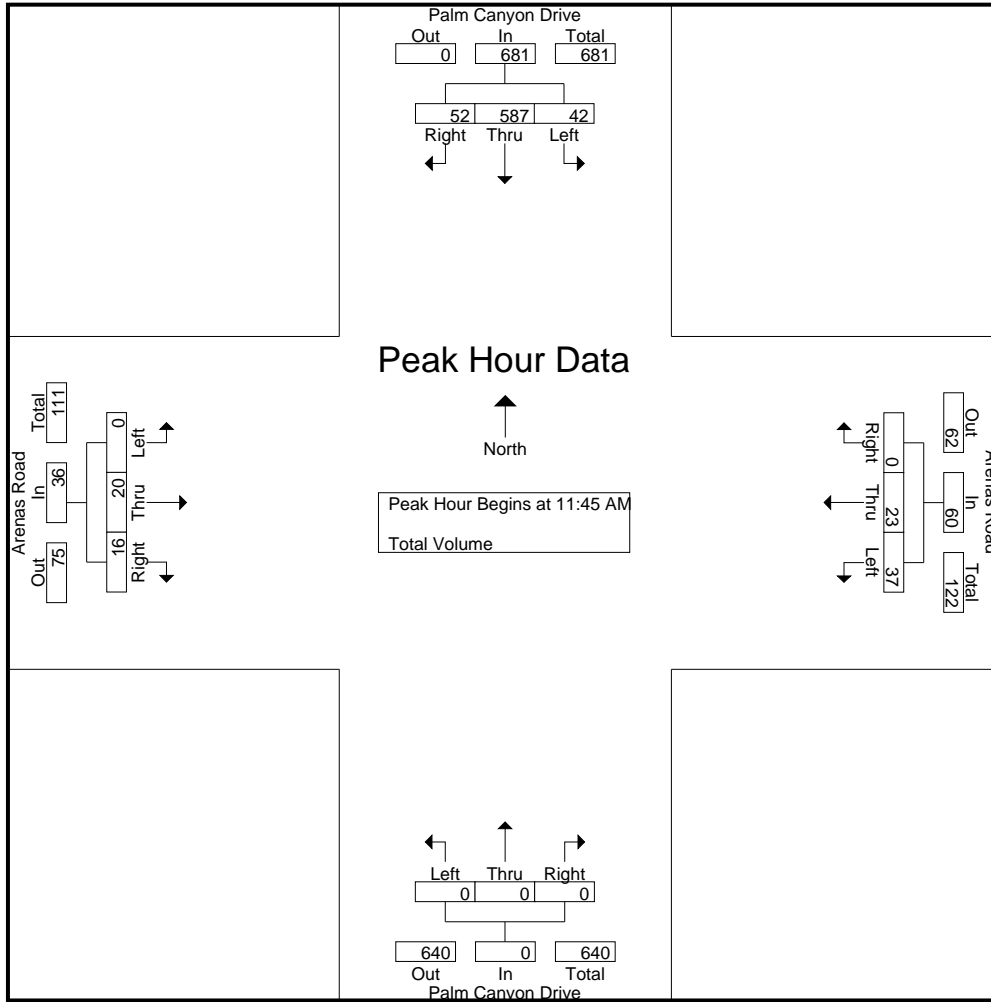 Palm Canyon Drive
Out In Total
0 681 681
52 587 42
Right Thru Left
Peak Hour Data
North
Peak Hour Begins at 11:45 AM
Total Volume
Arenas Road
Total In Out
111 36 75
0 20 16
Left Thru Right
Arenas Road
Out In Total
62 60 122
0 23 37
Right Thru Left
Left Thru Right
0 0 0
640 0 640
Out In Total
Palm Canyon Drive